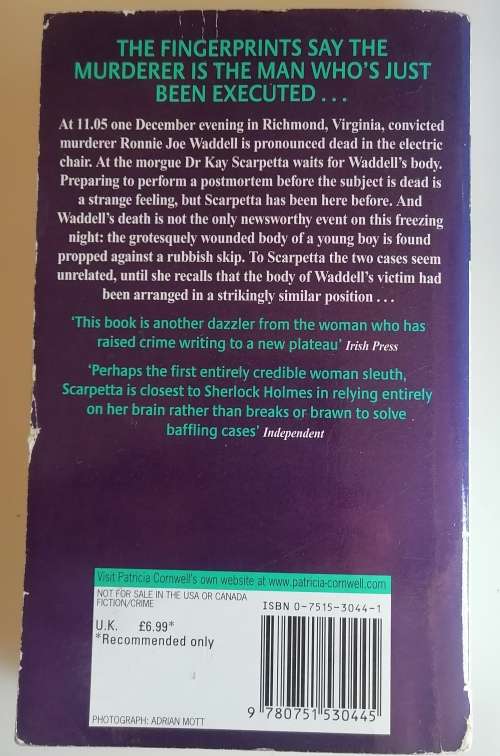 THE FINGERPRINTS SAY THE
MURDERER IS THE MAN WHO'S JUST
BEEN EXECUTED . . .
At 11.05 one December evening in Richmond, Virginia, convicted
murderer Ronnie Joe Waddell is pronounced dead in the electric
chair. At the morgue Dr Kay Scarpetta waits for Waddell's body.
Preparing to perform a postmortem before the subject is dead is
a strange feeling, but Scarpetta has been here before. And
Waddell's death is not the only newsworthy event on this freezing
night: the grotesquely wounded body of a young boy is found
propped against a rubbish skip. To Scarpetta the two cases seem
unrelated, until she recalls that the body of Waddell's victim had
been arranged in a strikingly similar position . . .
'This book is another dazzler from the woman who has
raised crime writing to a new plateau' Irish Press
'Perhaps the first entirely credible woman sleuth,
Scarpetta is closest to Sherlock Holmes in relying entirely
on her brain rather than breaks or brawn to solve
baffling cases' Independent
Visit Patricia Cornwell's own website at www.patricia-cornwell.com
NOT FOR SALE IN THE USA OR CANADA
FICTION/CRIME
U.K. £6.99*
*Recommended only
ISBN 0-7515-3044-1
9 780751 530445
PHOTOGRAPH: ADRIAN MOTT